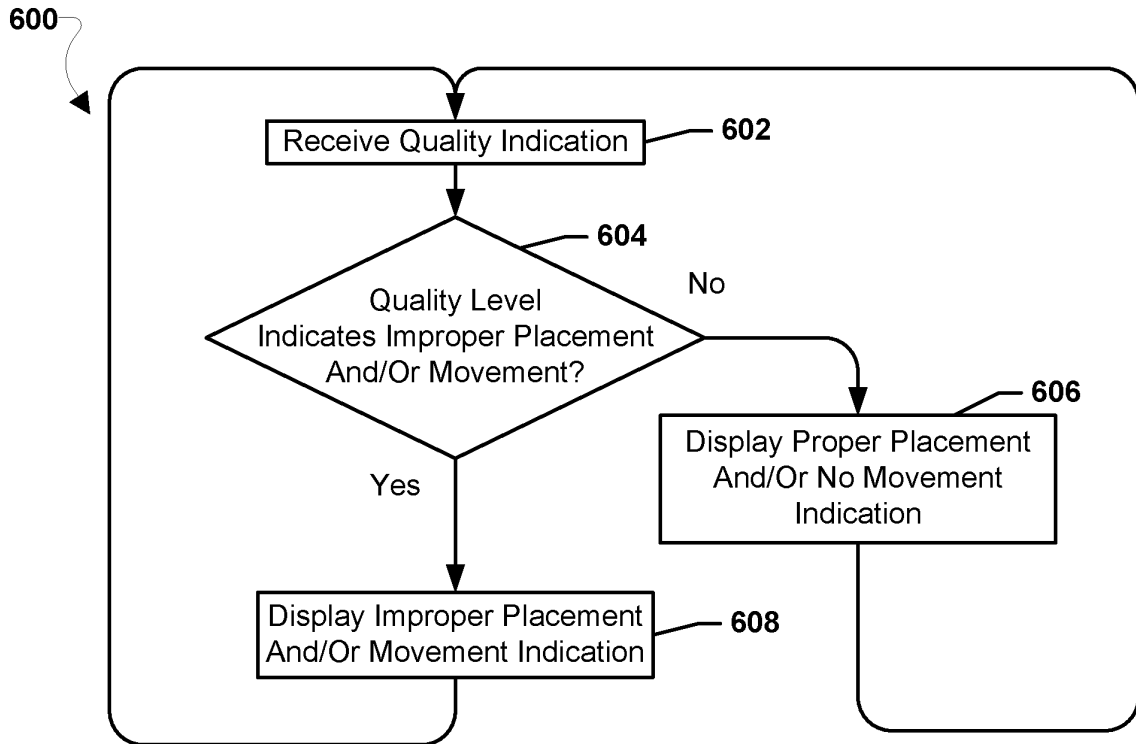 600
Receive Quality Indication
602
604
Quality Level
Indicates Improper Placement
And/Or Movement?
No
Yes
606
Display Proper Placement
And/Or No Movement
Indication
Display Improper Placement
And/Or Movement Indication
608